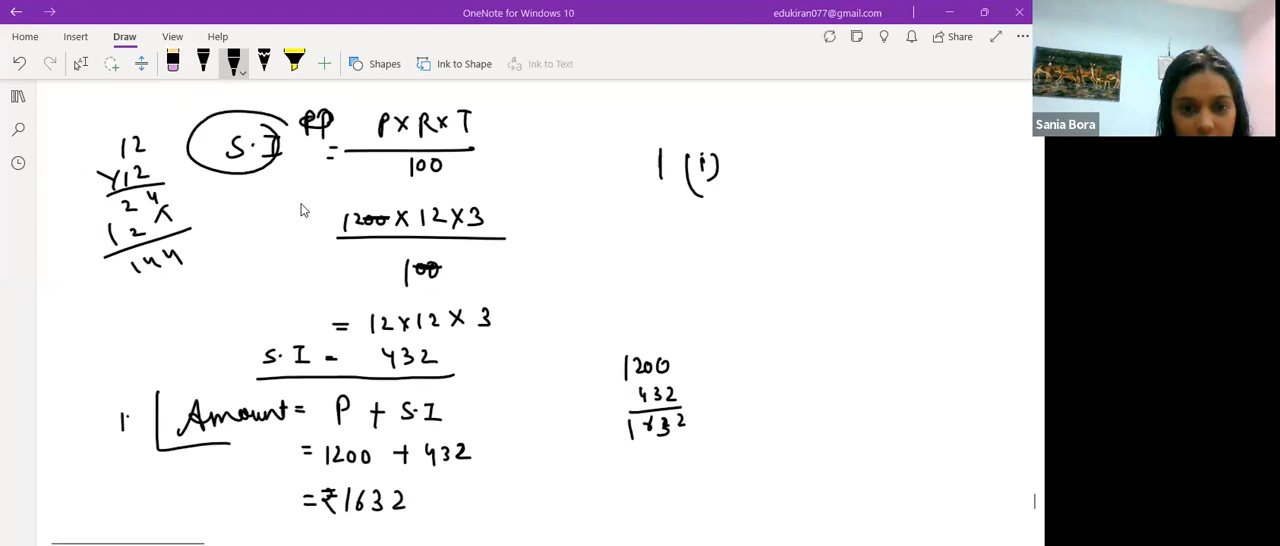 OneNote for Windows 10
edukiran077@gmail.com
Home Insert Draw View Help
Share
Shapes Ink to Shape Ink to Text
Sania Bora
12
×12
24
12×
144
S.I = P × R × T
100
1 (i)
1200 × 12 × 3
100
= 12 × 12 × 3
S.I = 432
1. Amount = P + S.I
= 1200 + 432
= ₹1632
1200
432
1632